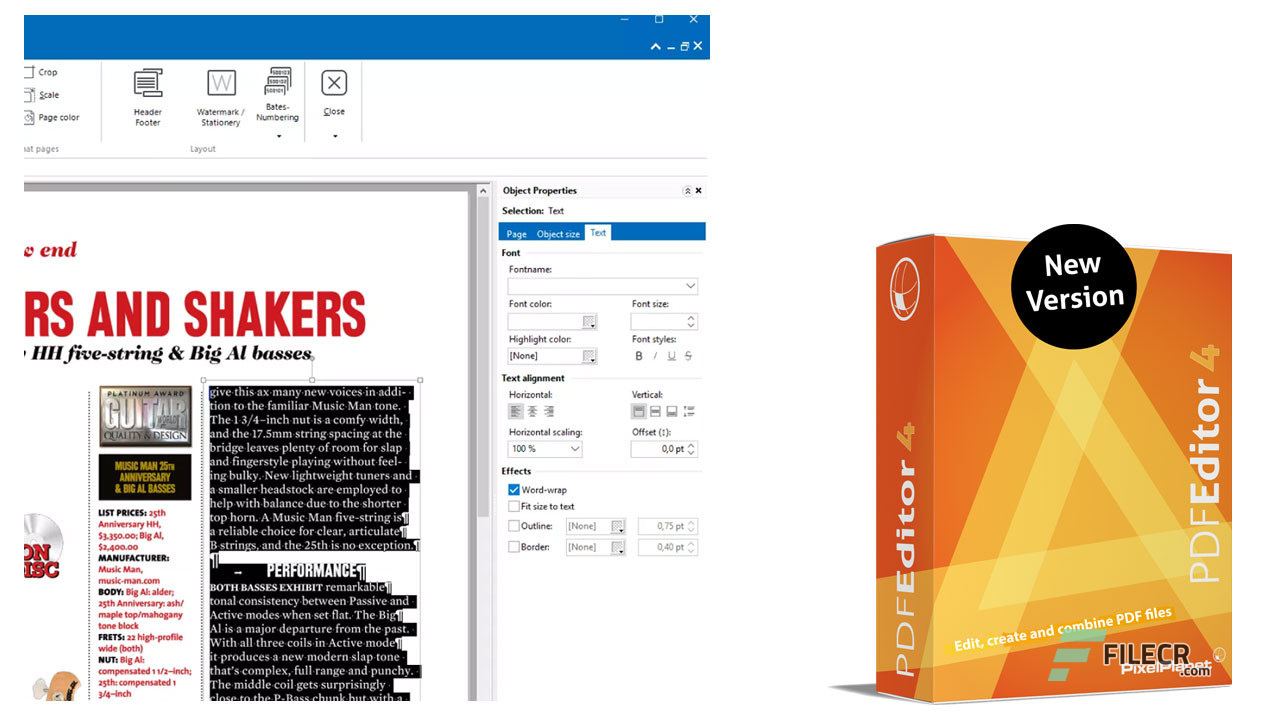 Crop
Scale
Page color
at pages
Header
Footer
Watermark /
Stationery
Bates-
Numbering
Close
Layout
Object Properties
Selection: Text
Page Object size Text
Font
Fontname:
Font color: Font size:
Highlight color: Font styles:
[None] B I U S
Text alignment
Horizontal: Vertical:
Horizontal scaling: Offset (↕):
100 % 0,0 pt
Effects
Word-wrap
Fit size to text
Outline: [None] 0,75 pt
Border: [None] 0,40 pt
w end
RS AND SHAKERS
HH five-string & Big Al basses
PLATINUM AWARD
GUITAR
WORLD
QUALITY & DESIGN
MUSIC MAN 25TH
ANNIVERSARY
& BIG AL BASSES
LIST PRICES: 25th
Anniversary HH,
$3,350.00; Big Al,
$2,400.00
MANUFACTURER:
Music Man,
music-man.com
BODY: Big Al: alder;
25th Anniversary: ash/
maple top/mahogany
tone block
FRETS: 22 high-profile
wide (both)
NUT: Big Al:
compensated 1 1/2–inch;
25th: compensated 1
3/4–inch
ON
DISC
give this ax many new voices in addi-
tion to the familiar Music Man tone.
The 1 3/4–inch nut is a comfy width,
and the 17.5mm string spacing at the
bridge leaves plenty of room for slap
and fingerstyle playing without feel-
ing bulky. New lightweight tuners and
a smaller headstock are employed to
help with balance due to the shorter
top horn. A Music Man five-string is¶
a reliable choice for clear, articulate
B strings, and the 25th is no exception.¶
¶
PERFORMANCE¶
BOTH BASSES EXHIBIT remarkable¶
tonal consistency between Passive and
Active modes when set flat. The Big¶
Al is a major departure from the past.
With all three coils in Active mode¶
it produces a new modern slap tone
that's complex, full-range and punchy.
The middle coil gets surprisingly
close to the P-Bass chunk but with a
New
Version
PDFEditor 4
PDFEditor 4
Edit, create and combine PDF files
FILECR
.com
PixelPlanet